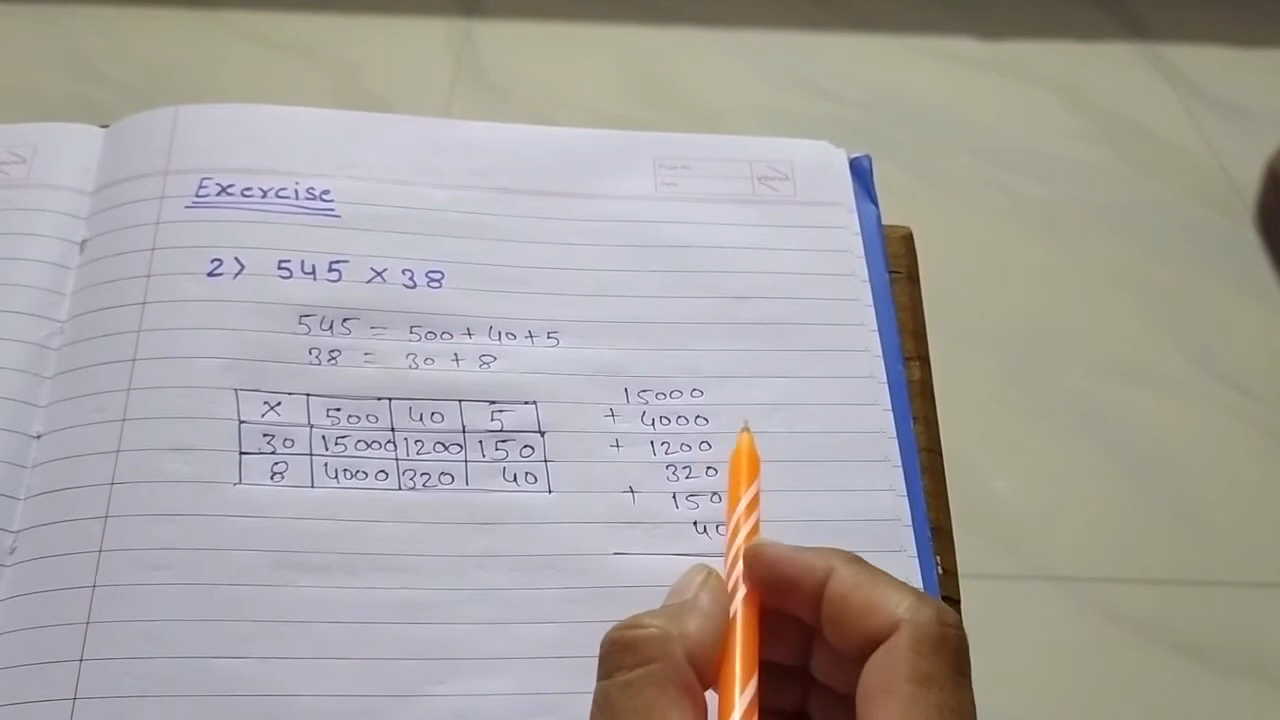 Exercise
2) 545 × 38
545 = 500 + 40 + 5
38 = 30 + 8
× 500 40 5
30 15000 1200 150
8 4000 320 40
15000
+ 4000
+ 1200
320
+ 150
40